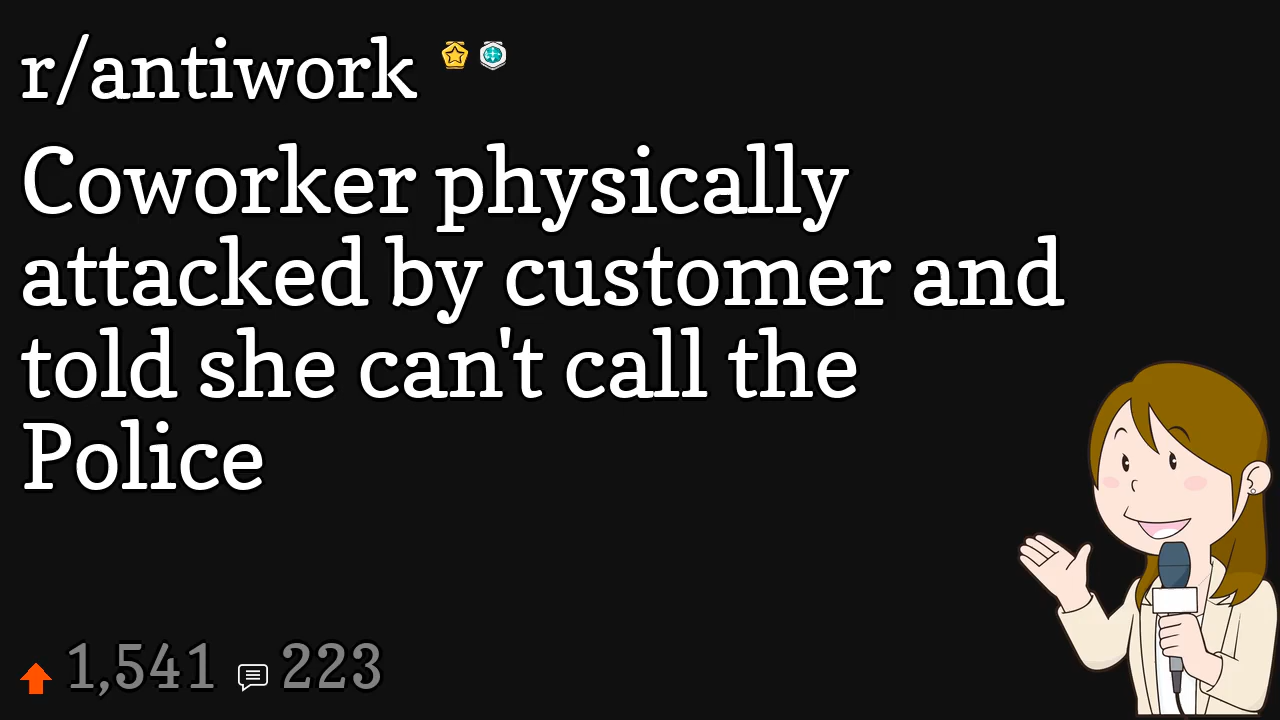 r/antiwork
Coworker physically
attacked by customer and
told she can't call the
Police
1,541 223